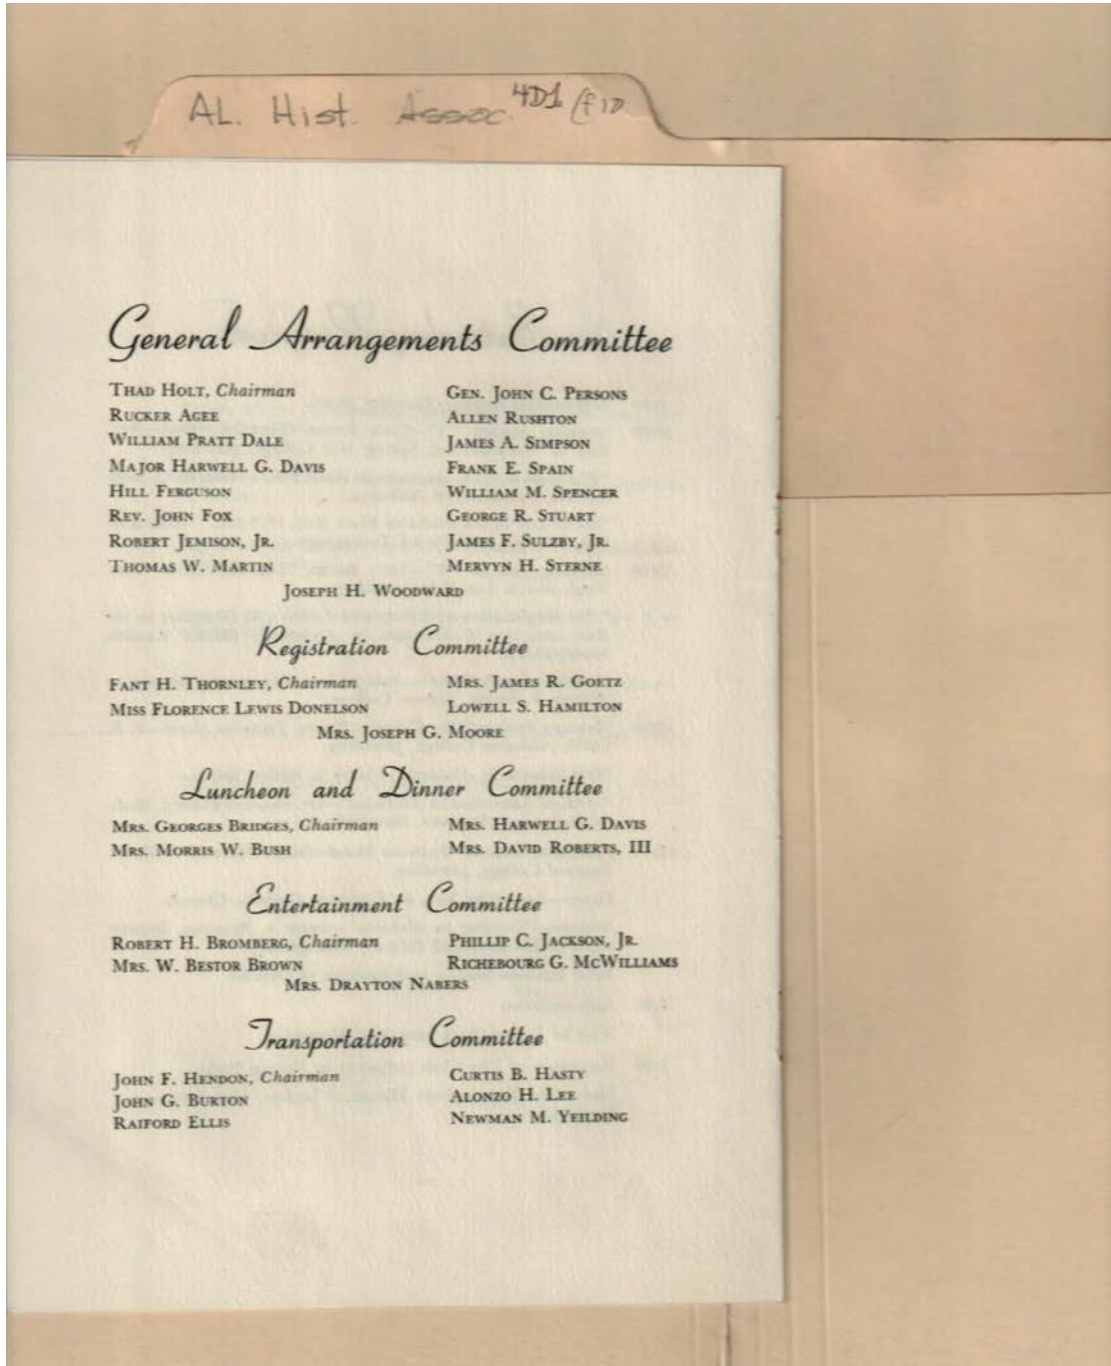 AL. Hist. Assoc. 4D1 (f10
General Arrangements Committee
THAD HOLT, Chairman GEN. JOHN C. PERSONS
RUCKER AGEE ALLEN RUSHTON
WILLIAM PRATT DALE JAMES A. SIMPSON
MAJOR HARWELL G. DAVIS FRANK E. SPAIN
HILL FERGUSON WILLIAM M. SPENCER
REV. JOHN FOX GEORGE R. STUART
ROBERT JEMISON, JR. JAMES F. SULZBY, JR.
THOMAS W. MARTIN MERVYN H. STERNE
JOSEPH H. WOODWARD
Registration Committee
FANT H. THORNLEY, Chairman MRS. JAMES R. GOETZ
MISS FLORENCE LEWIS DONELSON LOWELL S. HAMILTON
MRS. JOSEPH G. MOORE
Luncheon and Dinner Committee
MRS. GEORGES BRIDGES, Chairman MRS. HARWELL G. DAVIS
MRS. MORRIS W. BUSH MRS. DAVID ROBERTS, III
Entertainment Committee
ROBERT H. BROMBERG, Chairman PHILLIP C. JACKSON, JR.
MRS. W. BESTOR BROWN RICHEBOURG G. MCWILLIAMS
MRS. DRAYTON NABERS
Transportation Committee
JOHN F. HENDON, Chairman CURTIS B. HASTY
JOHN G. BURTON ALONZO H. LEE
RAIFORD ELLIS NEWMAN M. YEILDING